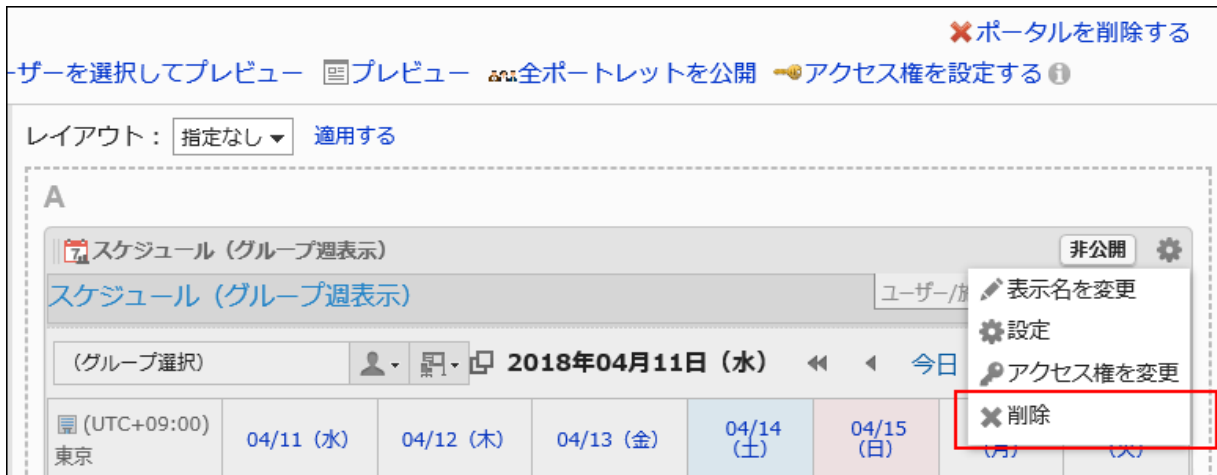 ポータルを削除する
ーザーを選択してプレビュー プレビュー 全ポートレットを公開 アクセス権を設定する
レイアウト： 指定なし 適用する
A
スケジュール（グループ週表示） 非公開
スケジュール（グループ週表示） ユーザー/施
表示名を変更
設定
（グループ選択） 2018年04月11日（水） 今日
アクセス権を変更
削除
(UTC+09:00) 東京 04/11（水） 04/12（木） 04/13（金） 04/14（土） 04/15（日） （月） （火）